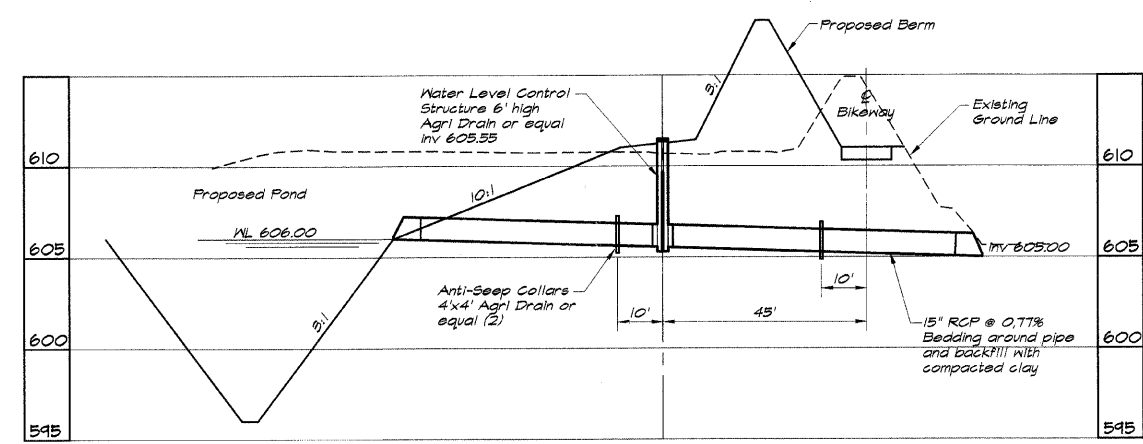 Proposed Berm
Water Level Control
Structure 6' high
Agri Drain or equal
inv 605.55
3:1
℄
Bikeway
Existing
Ground Line
610
610
Proposed Pond
10:1
WL 606.00
605
inv 605.00
605
Anti-Seep Collars
4'x4' Agri Drain or
equal (2)
10'
45'
10'
3:1
15" RCP @ 0.77%
Bedding around pipe
and backfill with
compacted clay
600
600
595
595